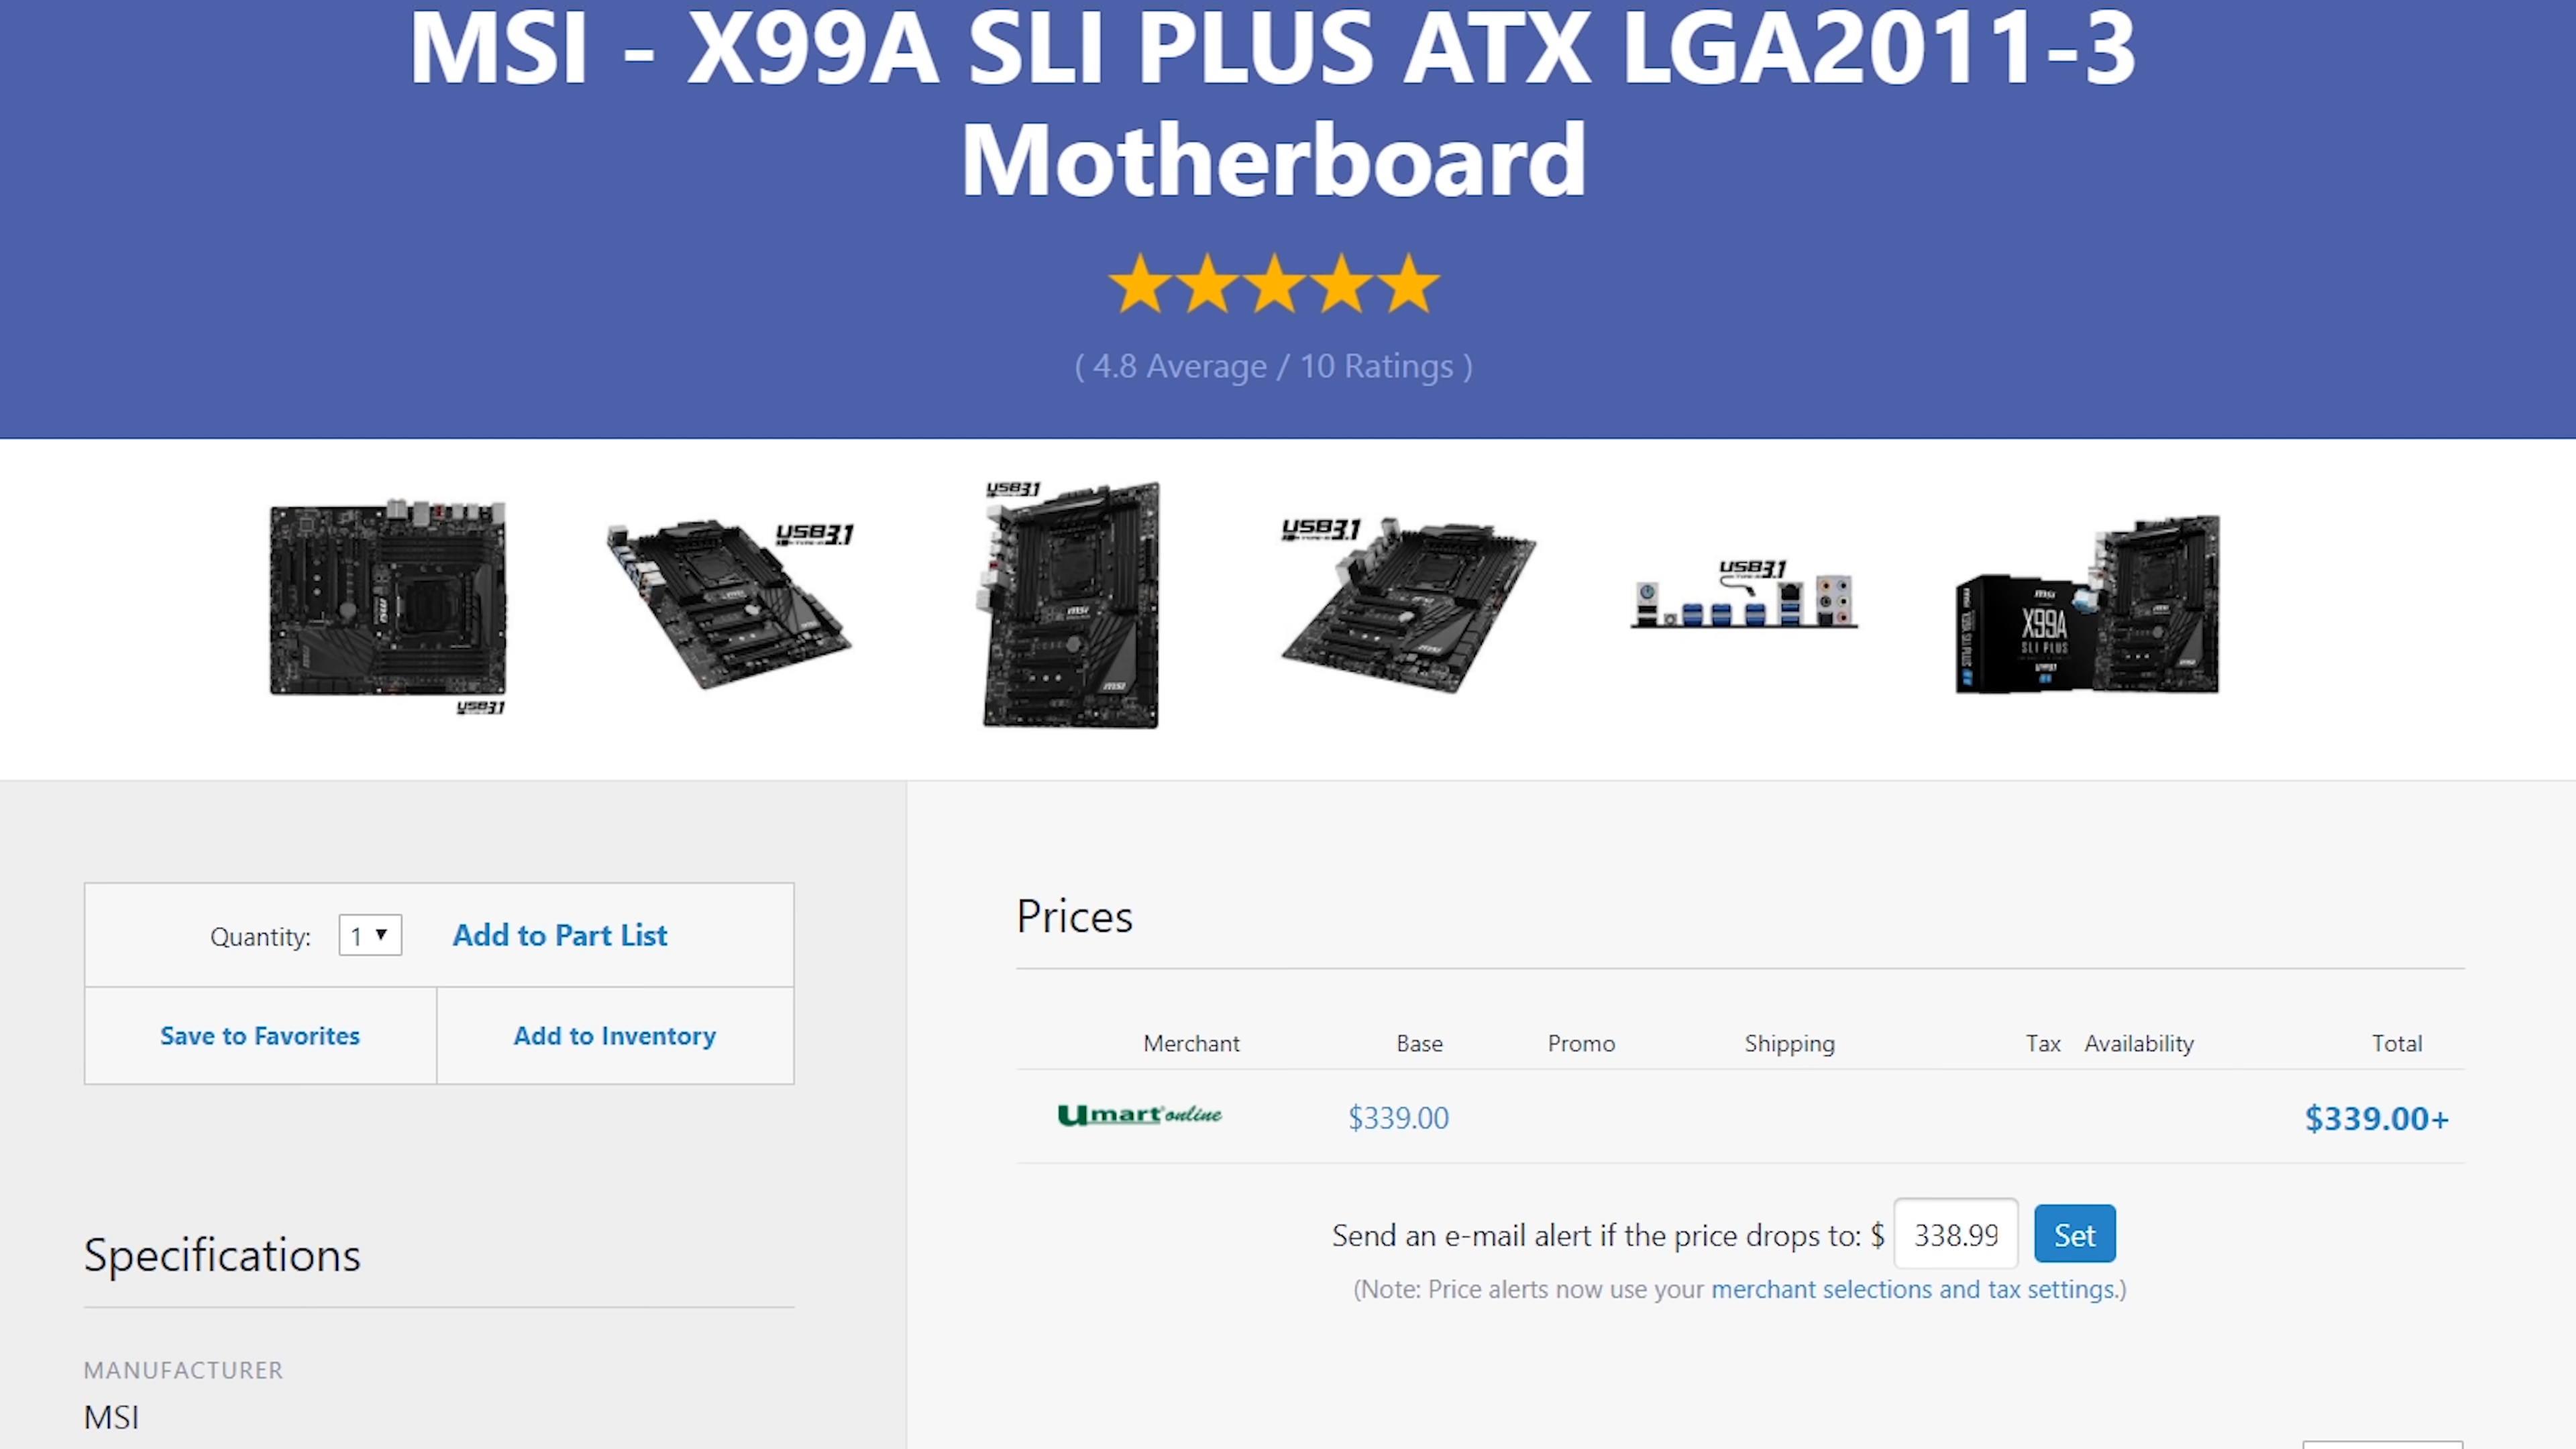 MSI - X99A SLI PLUS ATX LGA2011-3
Motherboard
( 4.8 Average / 10 Ratings )
USB3.1
USB3.1
USB3.1
USB3.1
USB3.1
msi
X99A
SLI PLUS
Quantity: 1 Add to Part List
Save to Favorites Add to Inventory
Specifications
MANUFACTURER
MSI
Prices
Merchant Base Promo Shipping Tax Availability Total
Umart online $339.00 $339.00+
Send an e-mail alert if the price drops to: $ 338.99 Set
(Note: Price alerts now use your merchant selections and tax settings.)